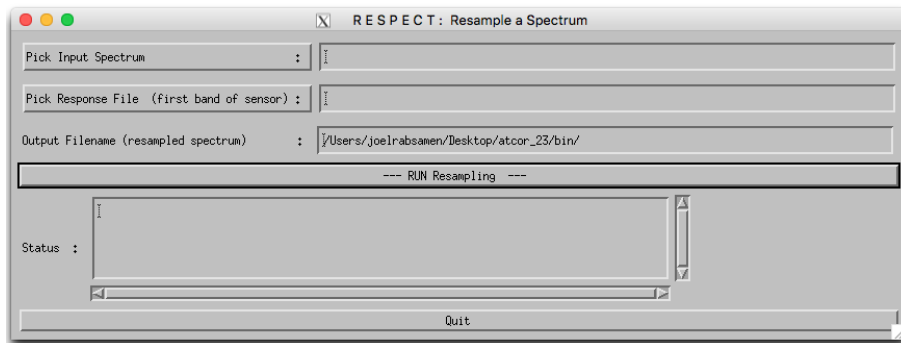 R E S P E C T : Resample a Spectrum
Pick Input Spectrum :
Pick Response File (first band of sensor) :
Output Filename (resampled spectrum) : /Users/joelrabsamen/Desktop/atcor_23/bin/
--- RUN Resampling ---
Status :
Quit